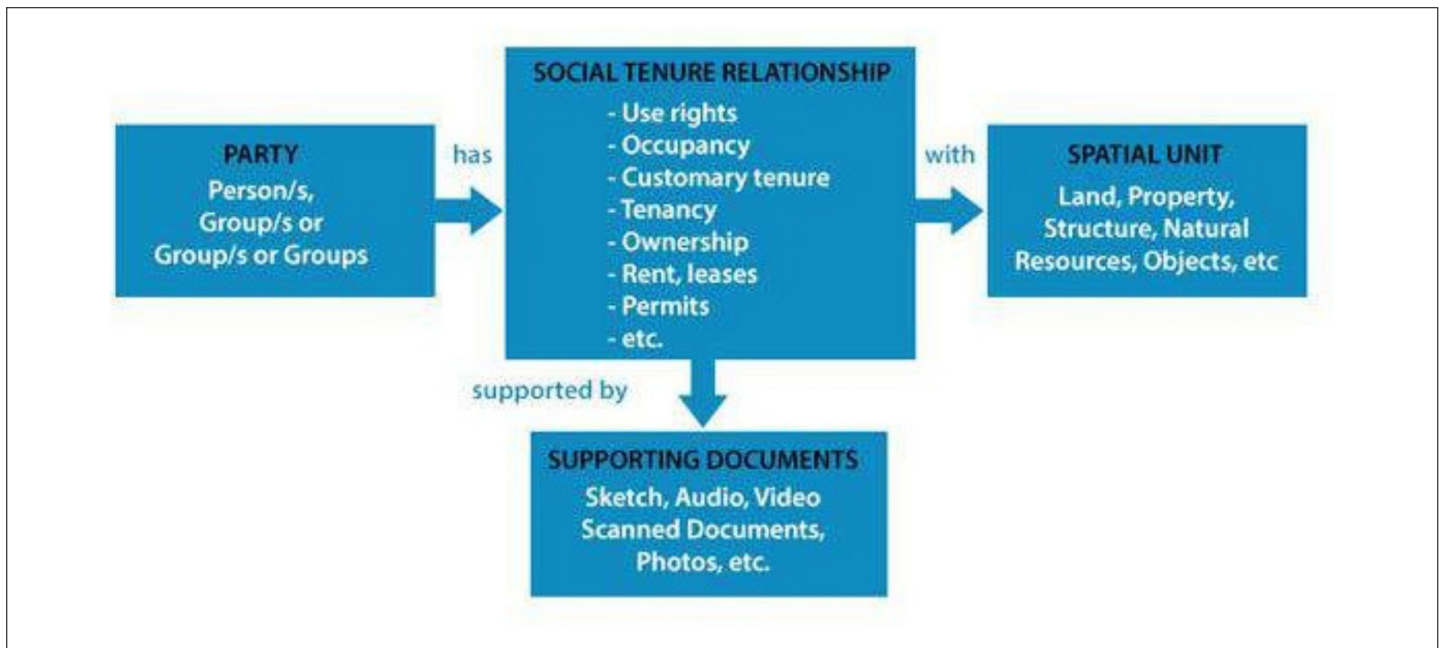 PARTY
Person/s,
Group/s or
Group/s or Groups
has
SOCIAL TENURE RELATIONSHIP
- Use rights
- Occupancy
- Customary tenure
- Tenancy
- Ownership
- Rent, leases
- Permits
- etc.
with
SPATIAL UNIT
Land, Property,
Structure, Natural
Resources, Objects, etc
supported by
SUPPORTING DOCUMENTS
Sketch, Audio, Video
Scanned Documents,
Photos, etc.